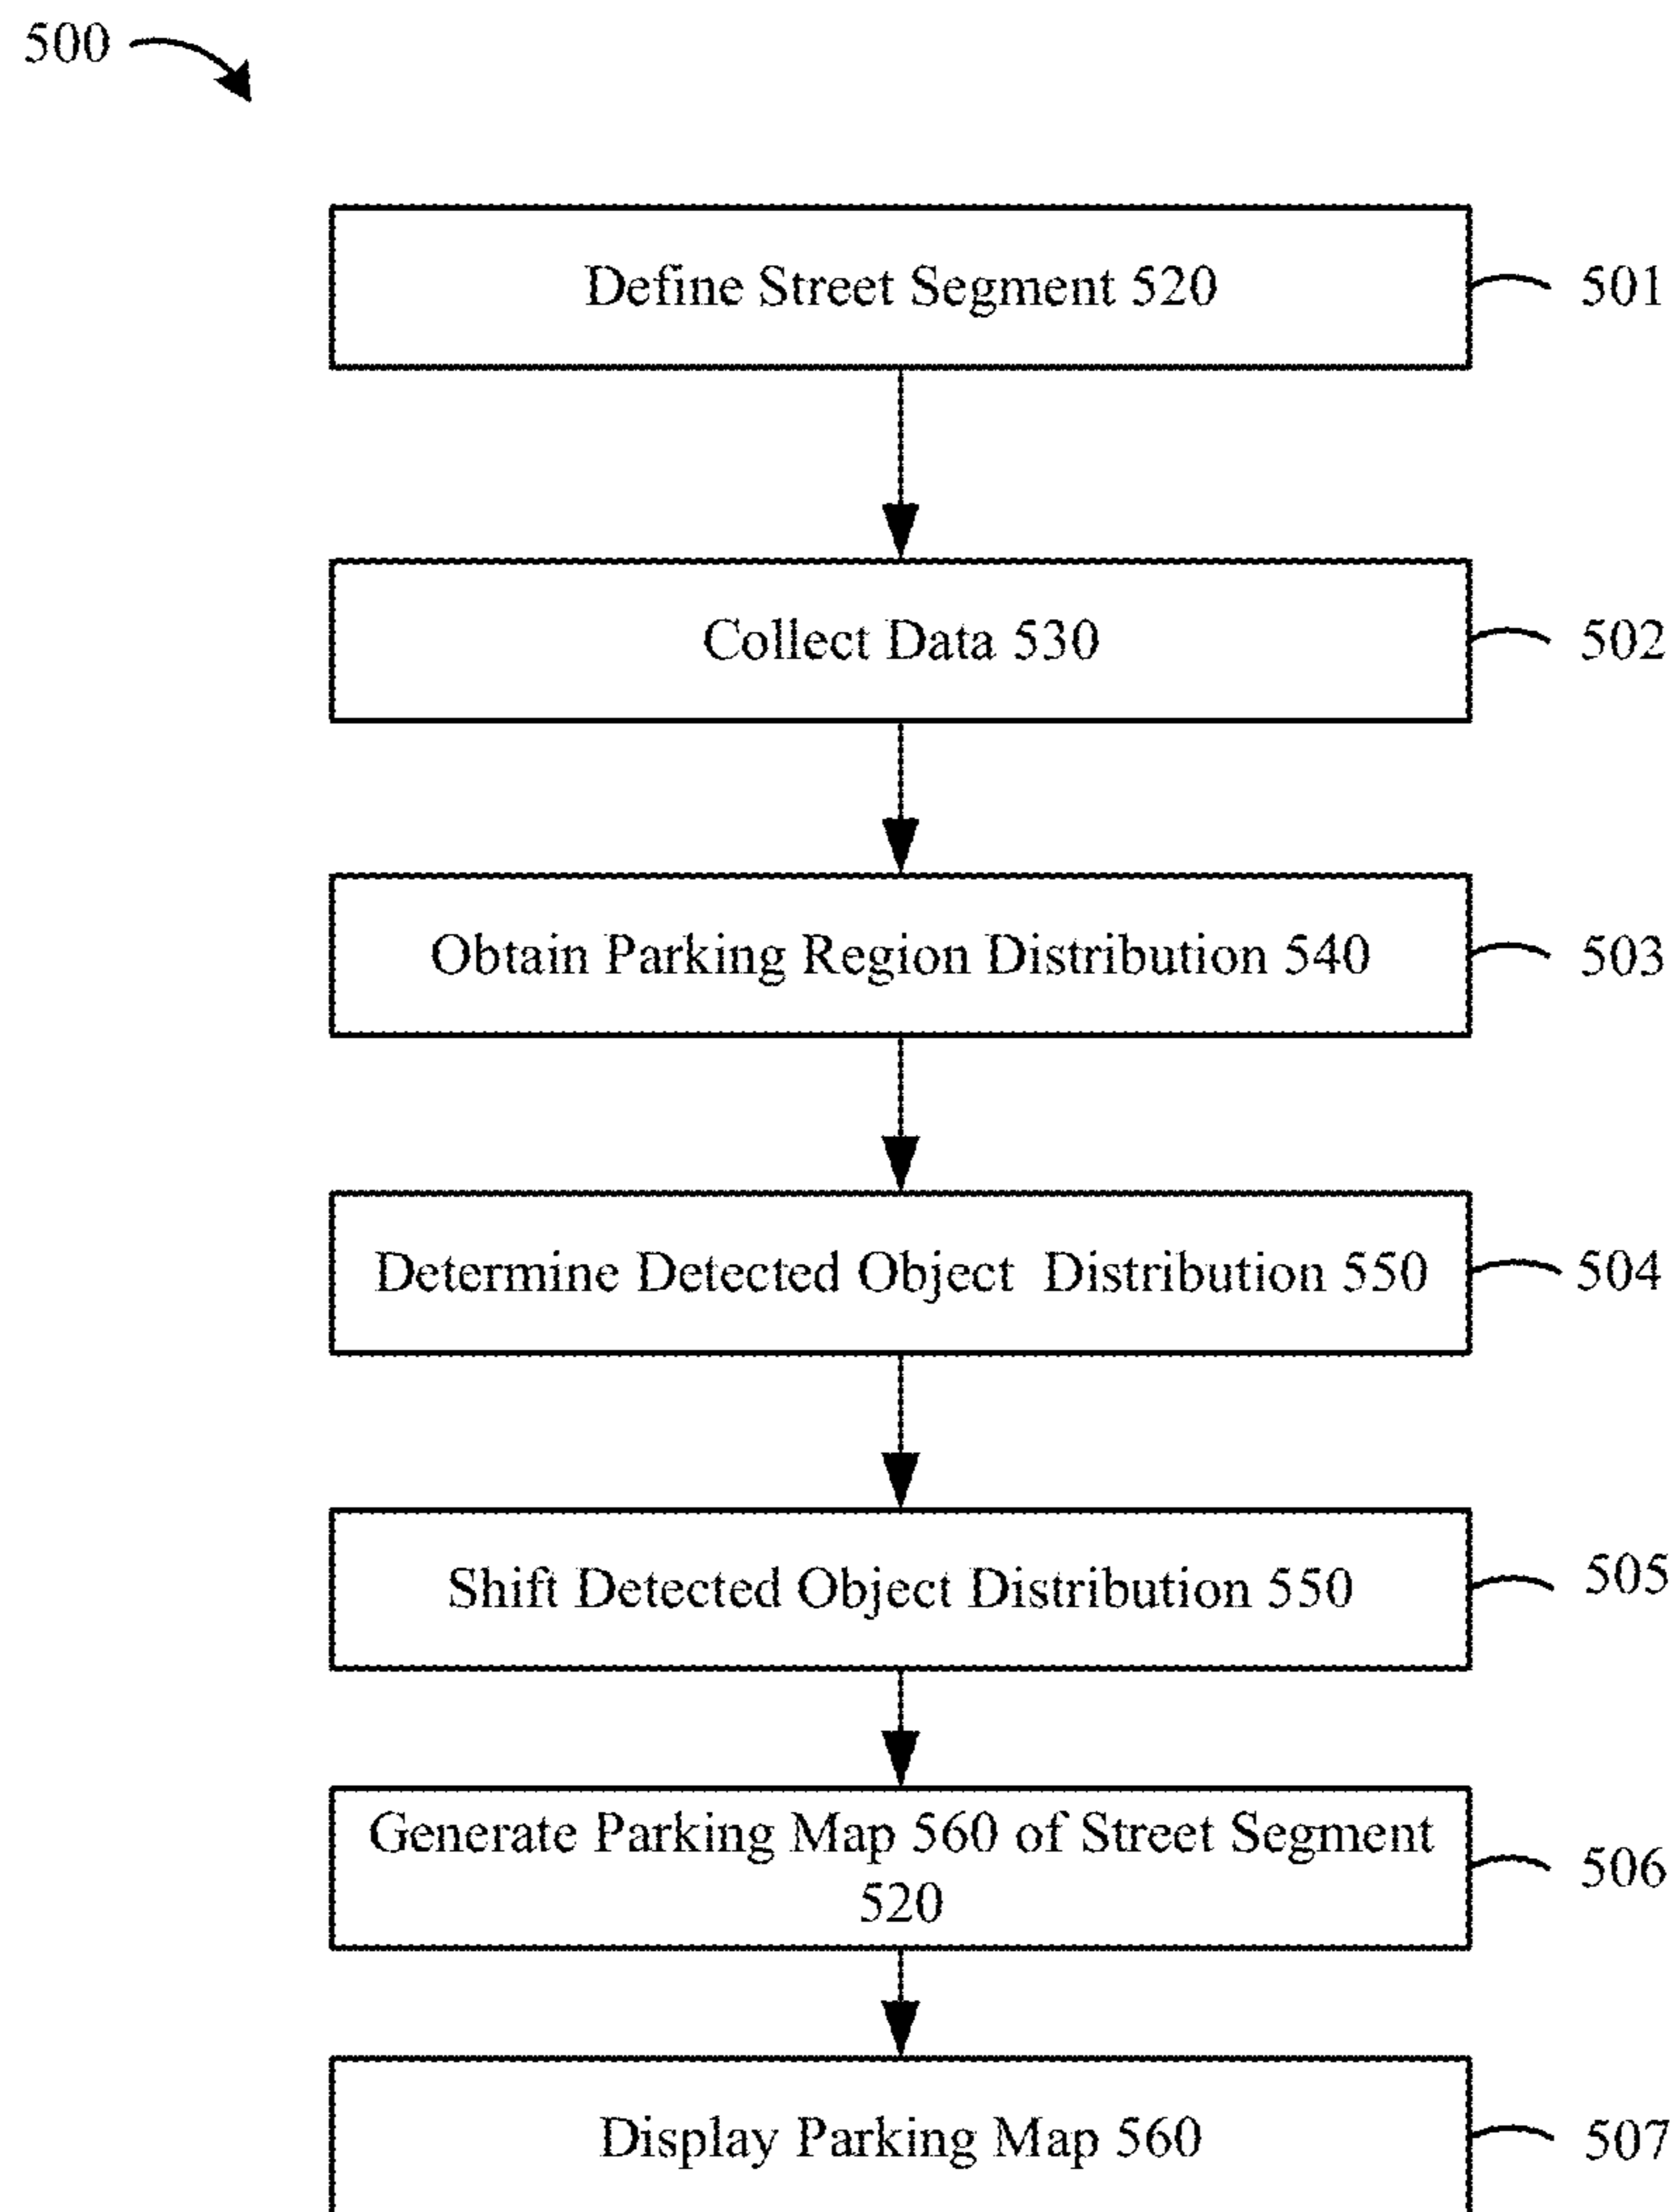 500
Define Street Segment 520
501
Collect Data 530
502
Obtain Parking Region Distribution 540
503
Determine Detected Object Distribution 550
504
Shift Detected Object Distribution 550
505
Generate Parking Map 560 of Street Segment
520
506
Display Parking Map 560
507